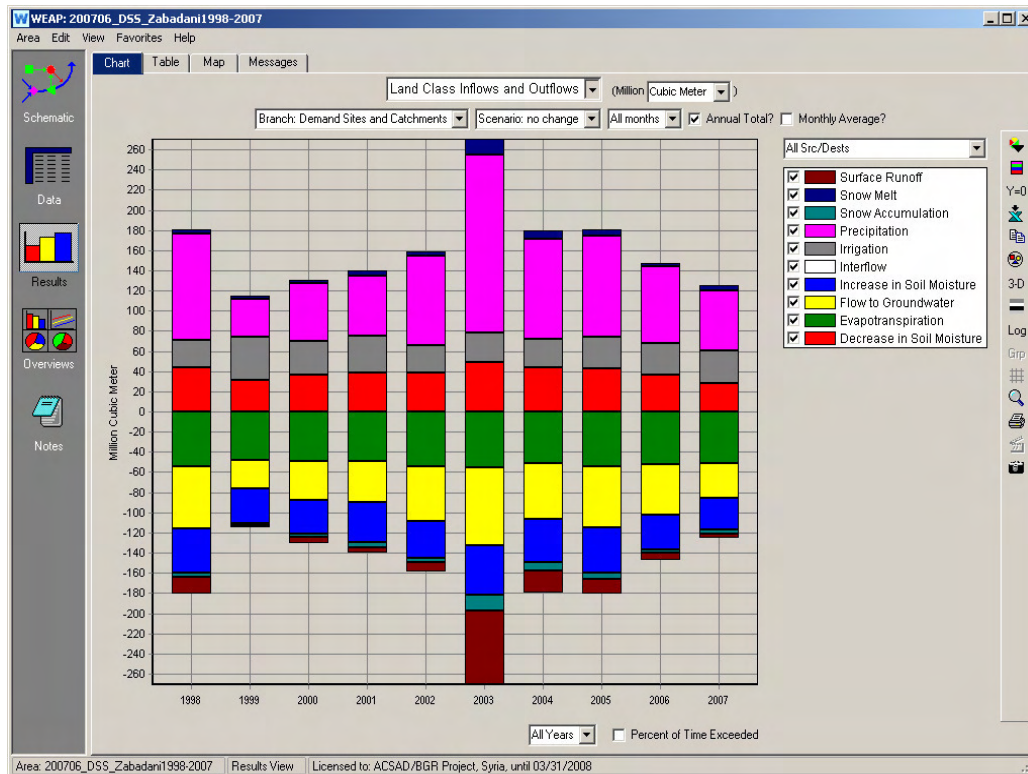 WEAP: 200706_DSS_Zabadani1998-2007
Area Edit View Favorites Help
Schematic
Data
Results
Overviews
Notes
Chart Table Map Messages
Land Class Inflows and Outflows (Million Cubic Meter )
Branch: Demand Sites and Catchments Scenario: no change All months Annual Total? Monthly Average?
All Src/Dests
Surface Runoff
Snow Melt
Snow Accumulation
Precipitation
Irrigation
Interflow
Increase in Soil Moisture
Flow to Groundwater
Evapotranspiration
Decrease in Soil Moisture
Y=0
3-D
Log
Grp
Million Cubic Meter
260
240
220
200
180
160
140
120
100
80
60
40
20
0
-20
-40
-60
-80
-100
-120
-140
-160
-180
-200
-220
-240
-260
1998 1999 2000 2001 2002 2003 2004 2005 2006 2007
All Years Percent of Time Exceeded
Area: 200706_DSS_Zabadani1998-2007 Results View Licensed to: ACSAD/BGR Project, Syria, until 03/31/2008